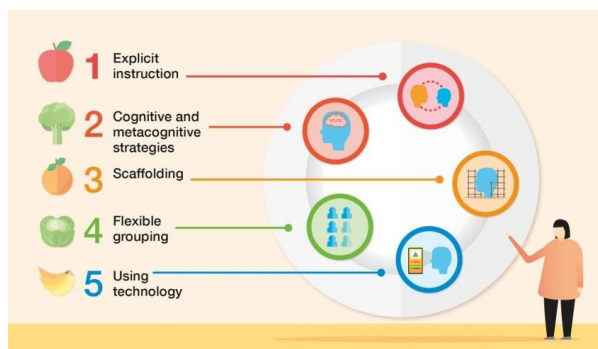 1 Explicit
instruction
2 Cognitive and
metacognitive
strategies
3 Scaffolding
4 Flexible
grouping
5 Using
technology